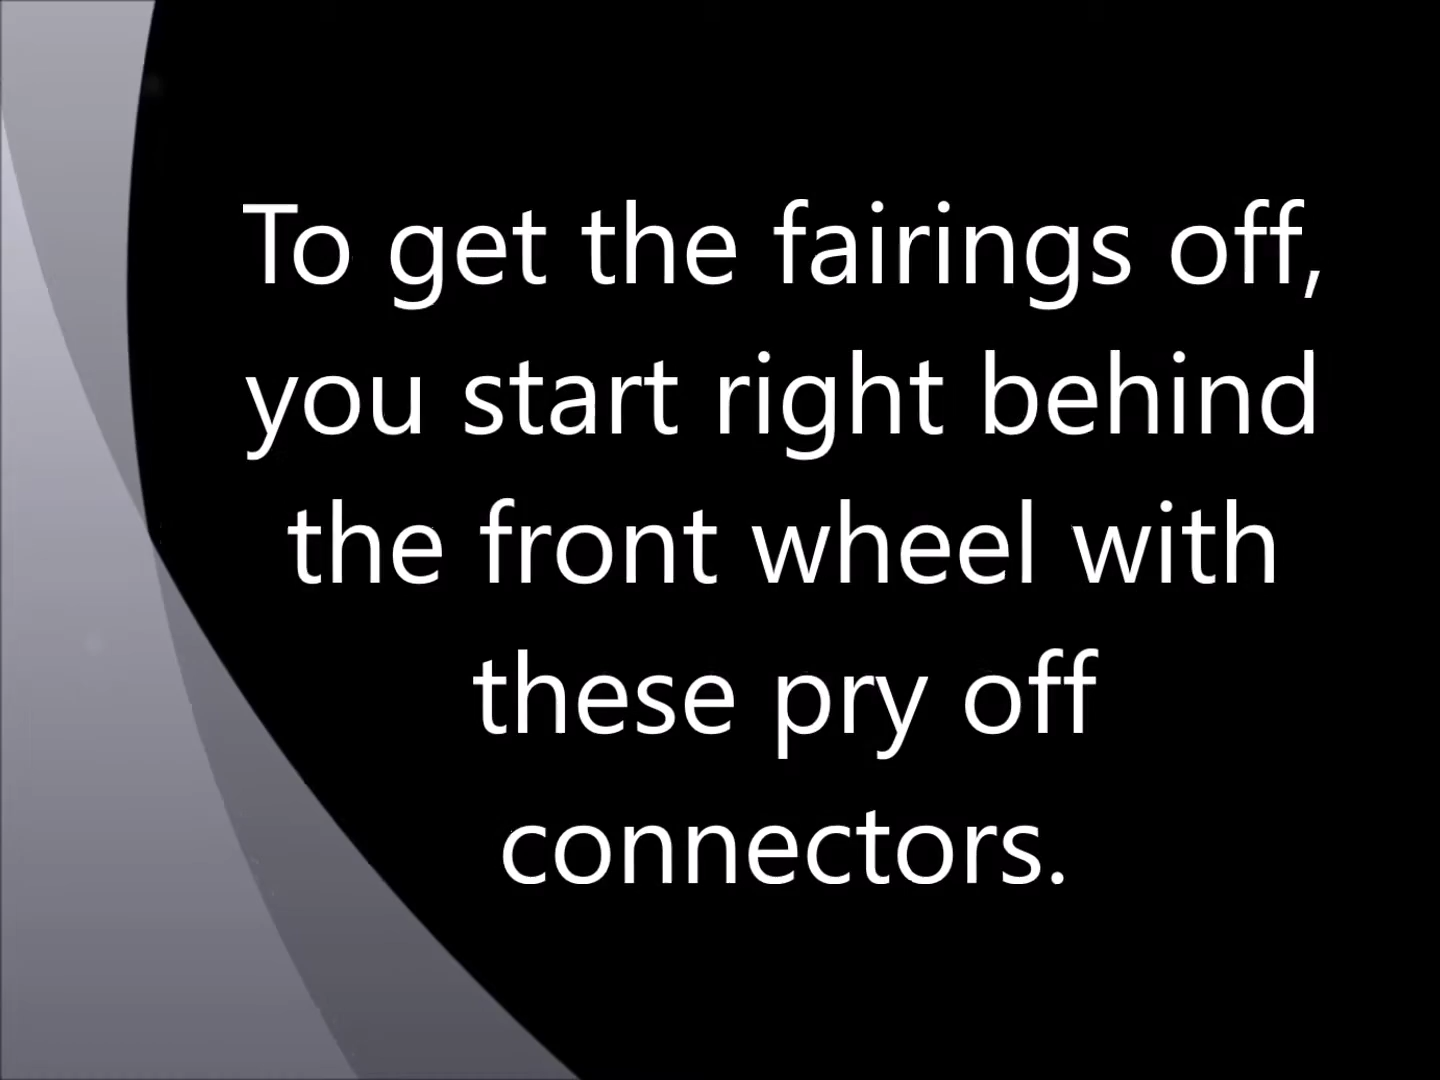 To get the fairings off,
you start right behind
the front wheel with
these pry off
connectors.